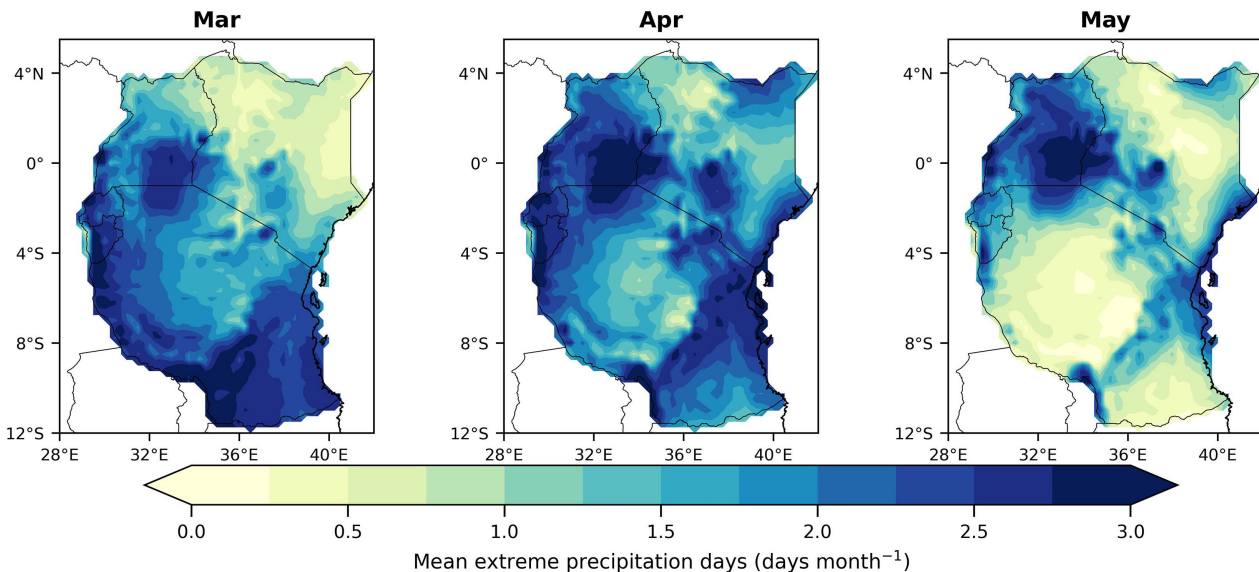 Mar Apr May
4°N 4°N 4°N
0° 0° 0°
4°S 4°S 4°S
8°S 8°S 8°S
12°S 12°S 12°S
28°E 32°E 36°E 40°E 28°E 32°E 36°E 40°E 28°E 32°E 36°E 40°E
0.0 0.5 1.0 1.5 2.0 2.5 3.0
Mean extreme precipitation days (days month⁻¹)